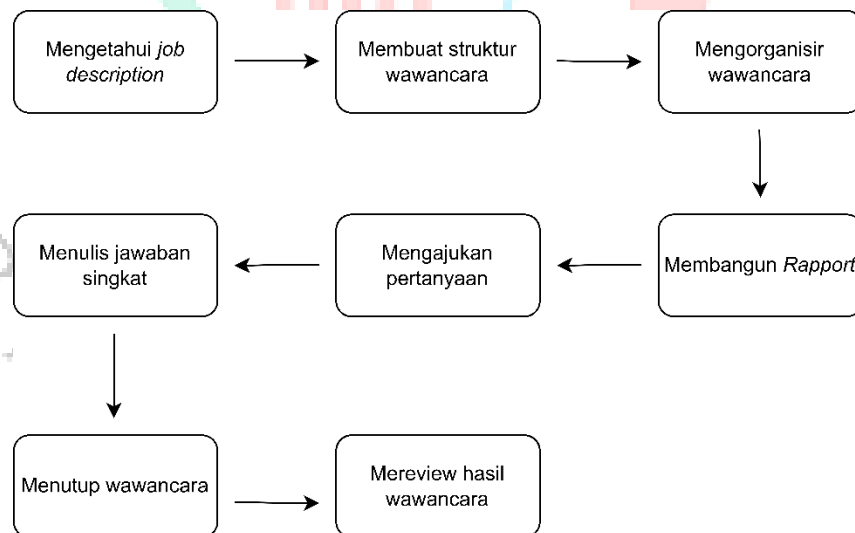 Mengetahui job
description
Membuat struktur
wawancara
Mengorganisir
wawancara
Membangun Rapport
Mengajukan
pertanyaan
Menulis jawaban
singkat
Menutup wawancara
Mereview hasil
wawancara